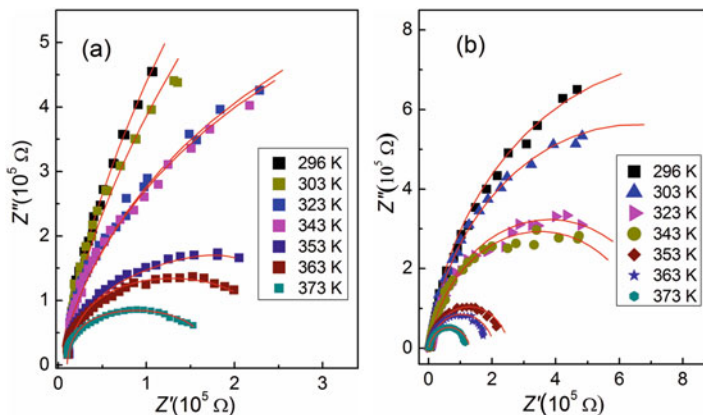 (a)
5
4
3
2
1
0
Z''(10⁵ Ω)
296 K
303 K
323 K
343 K
353 K
363 K
373 K
0
1
2
3
Z'(10⁵ Ω)
(b)
8
6
4
2
0
Z''(10⁵ Ω)
296 K
303 K
323 K
343 K
353 K
363 K
373 K
0
2
4
6
8
Z'(10⁵ Ω)